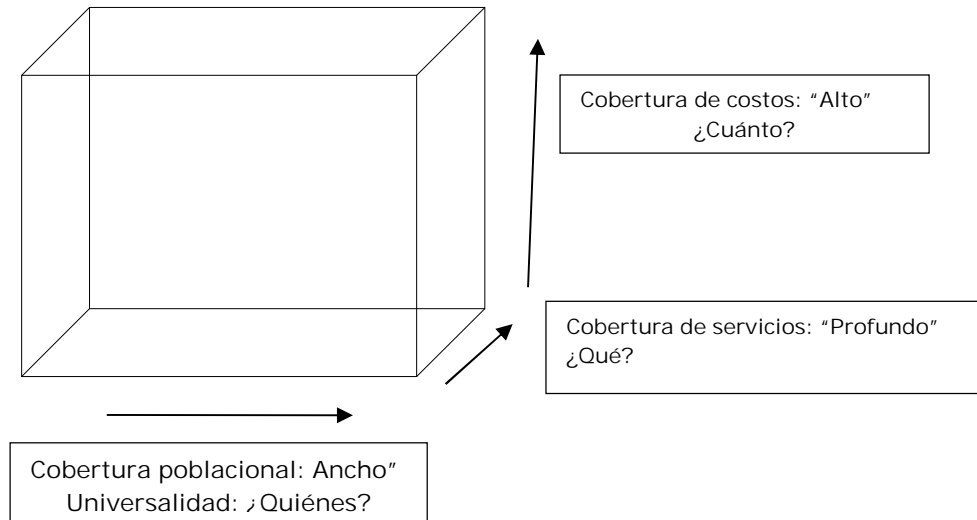 Cobertura de costos: "Alto"
¿Cuánto?
Cobertura de servicios: "Profundo"
¿Qué?
Cobertura poblacional: Ancho"
Universalidad: ¿Quiénes?